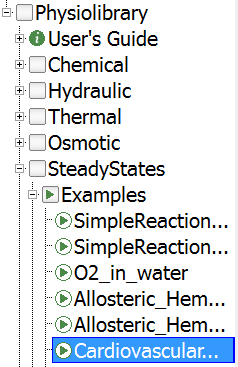 Physiolibrary
User's Guide
Chemical
Hydraulic
Thermal
Osmotic
SteadyStates
Examples
SimpleReaction...
SimpleReaction...
O2_in_water
Allosteric_Hem...
Allosteric_Hem...
Cardiovascular...